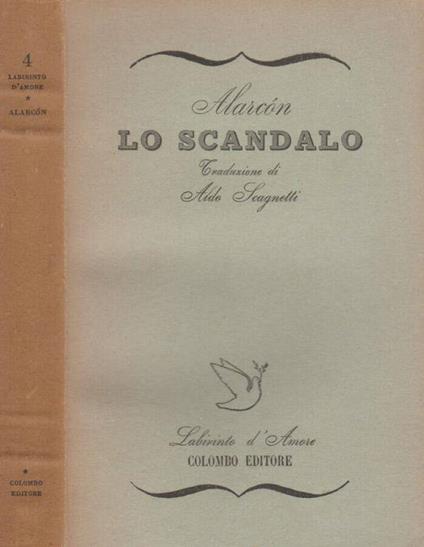 4
LABIRINTO
D'AMORE
*
ALARCÓN
*
COLOMBO
EDITORE
Alarcón
LO SCANDALO
Traduzione di
Aldo Scagnetti
Labirinto d'Amore
COLOMBO EDITORE